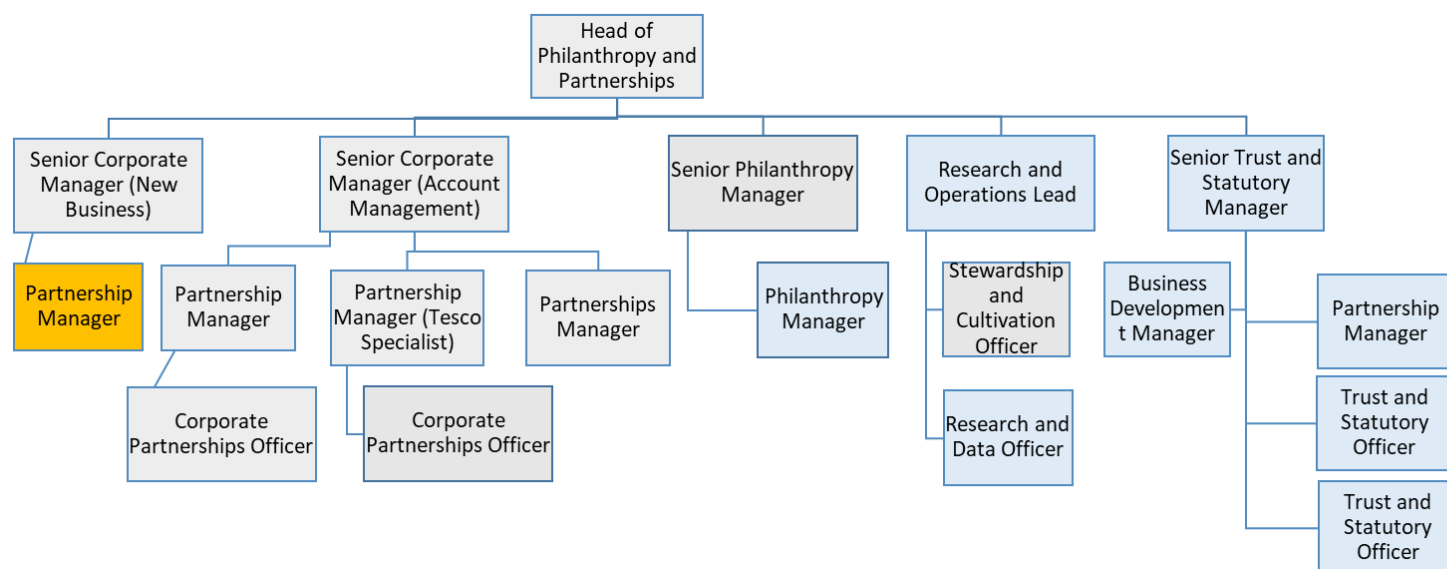 Head of
Philanthropy and
Partnerships
Senior Corporate
Manager (New
Business)
Senior Corporate
Manager (Account
Management)
Senior Philanthropy
Manager
Research and
Operations Lead
Senior Trust and
Statutory
Manager
Partnership
Manager
Partnership
Manager
Partnership
Manager (Tesco
Specialist)
Partnerships
Manager
Philanthropy
Manager
Stewardship
and
Cultivation
Officer
Business
Developmen
t Manager
Partnership
Manager
Corporate
Partnerships Officer
Corporate
Partnerships Officer
Research and
Data Officer
Trust and
Statutory
Officer
Trust and
Statutory
Officer